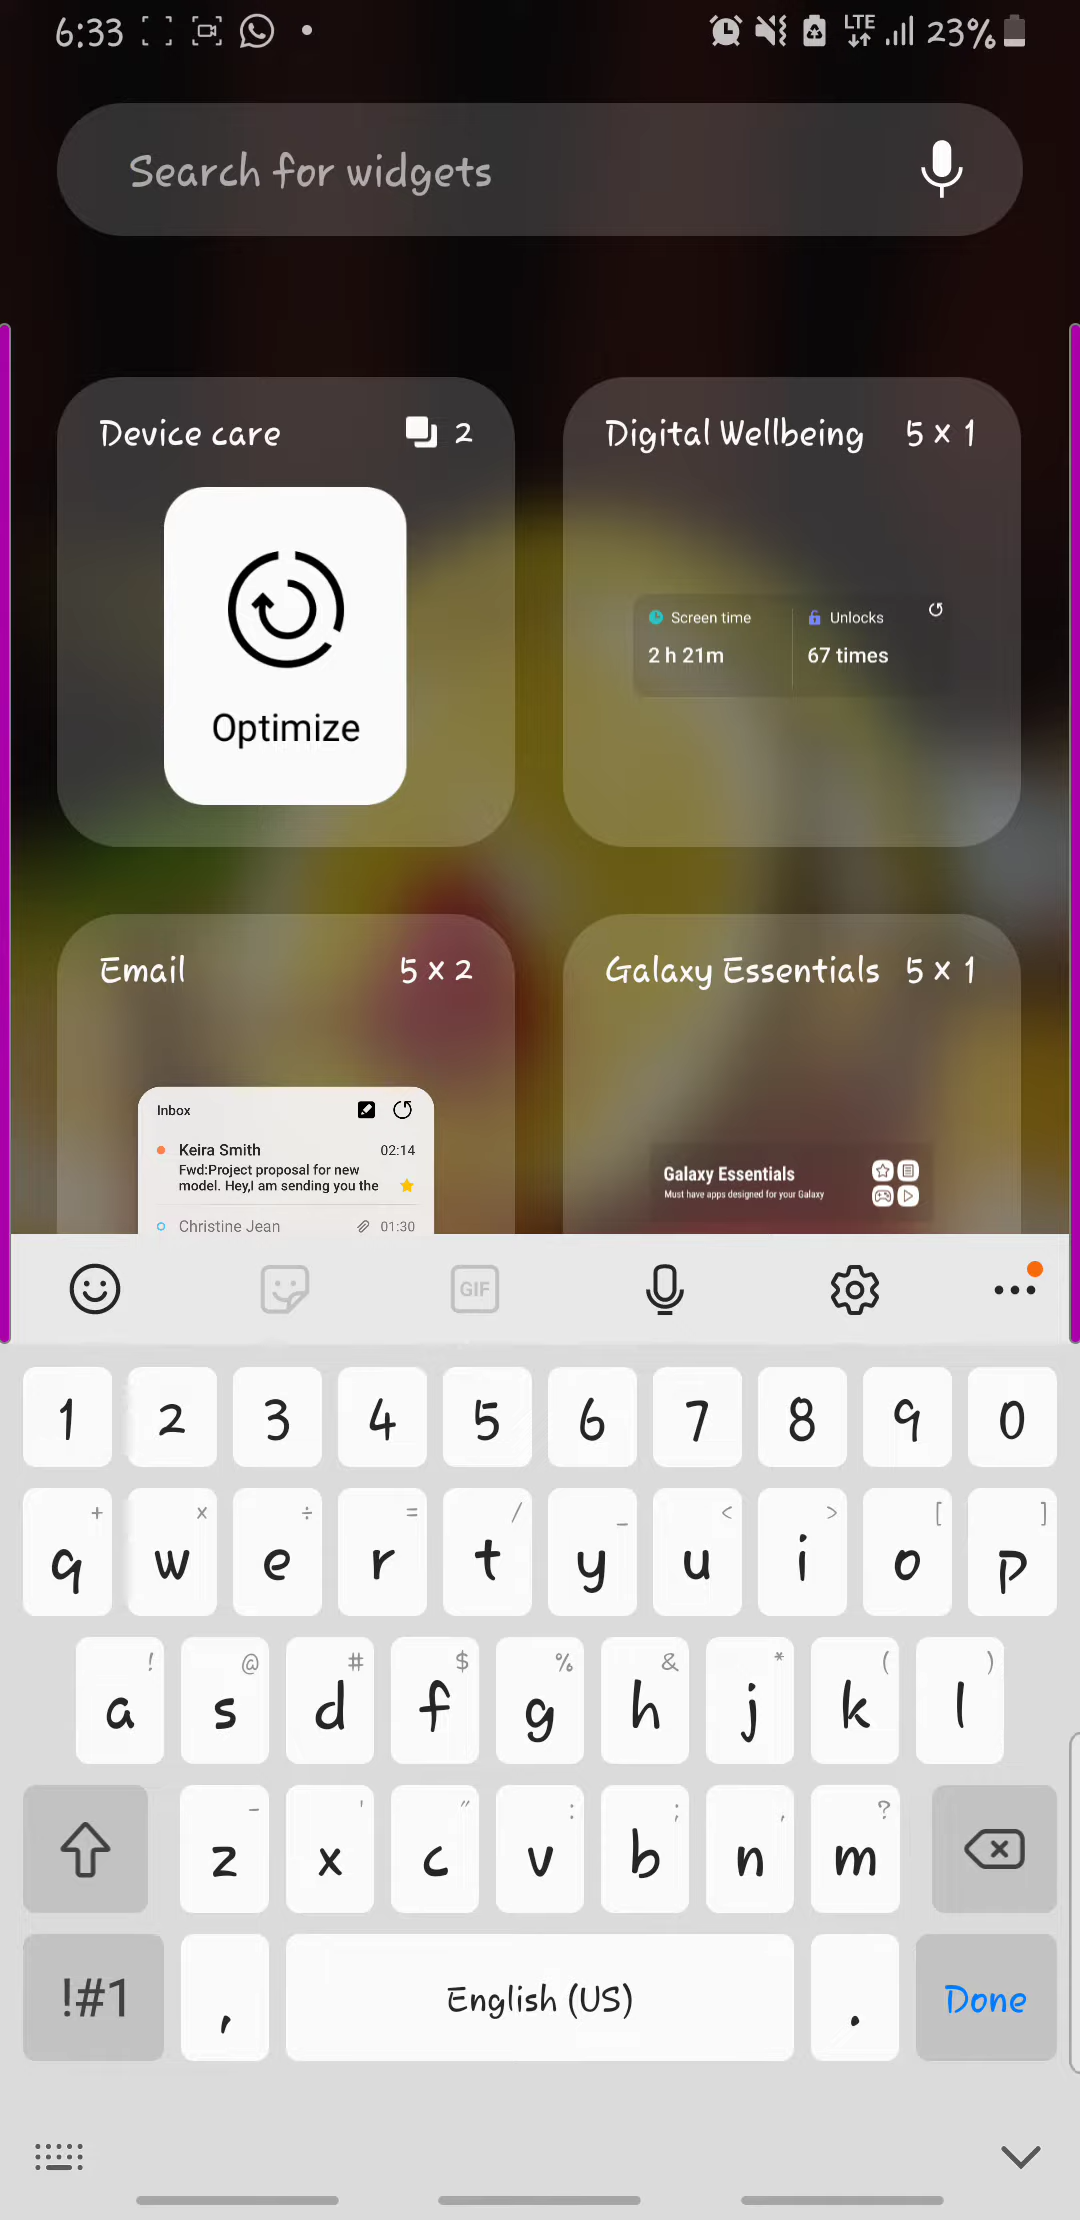 6:33 LTE 23%
Search for widgets
Device care 2
Digital Wellbeing 5 × 1
Optimize
Screen time Unlocks
2 h 21m 67 times
Email 5 × 2
Galaxy Essentials 5 × 1
Inbox
Keira Smith 02:14
Fwd:Project proposal for new
model. Hey,I am sending you the
Christine Jean 01:30
Galaxy Essentials
Must have apps designed for your Galaxy
GIF
1 2 3 4 5 6 7 8 9 0
+ × ÷ = / _ < > [ ]
q w e r t y u i o p
! @ # $ % & * ( )
a s d f g h j k l
- ' " : ; , ?
z x c v b n m
!#1 , English (US) . Done